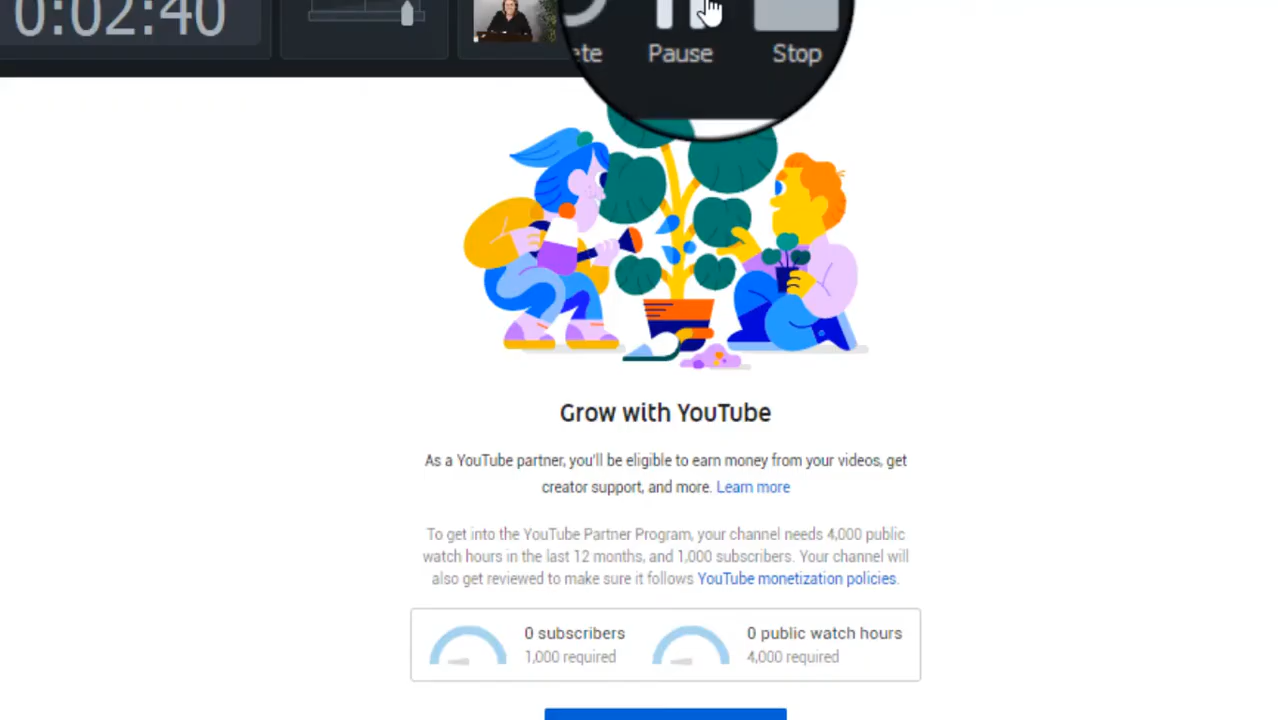 0:02:40
ete
Pause
Stop
Grow with YouTube
As a YouTube partner, you'll be eligible to earn money from your videos, get
creator support, and more. Learn more
To get into the YouTube Partner Program, your channel needs 4,000 public
watch hours in the last 12 months, and 1,000 subscribers. Your channel will
also get reviewed to make sure it follows YouTube monetization policies.
0 subscribers
1,000 required
0 public watch hours
4,000 required